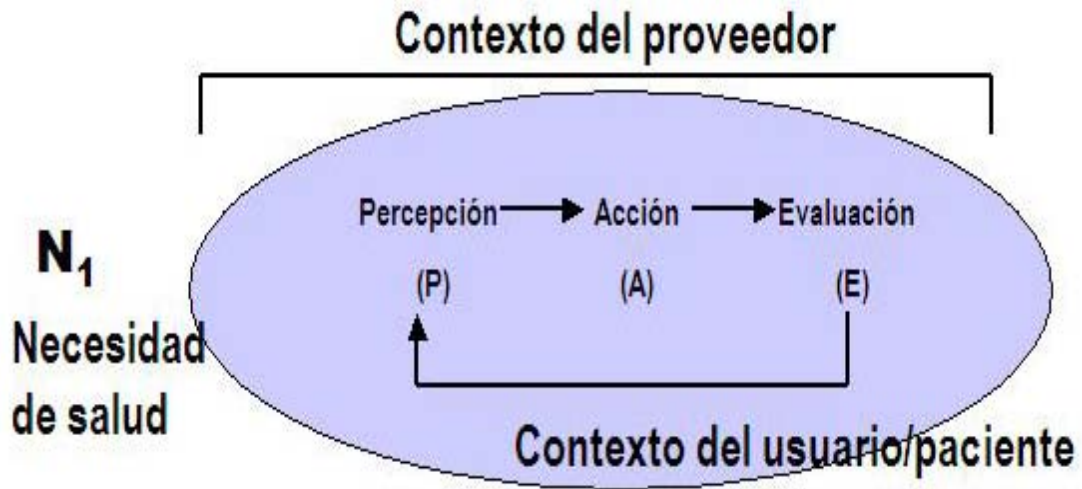 Contexto del proveedor
Percepción Acción Evaluación
N₁
(P) (A) (E)
Necesidad
de salud
Contexto del usuario/paciente